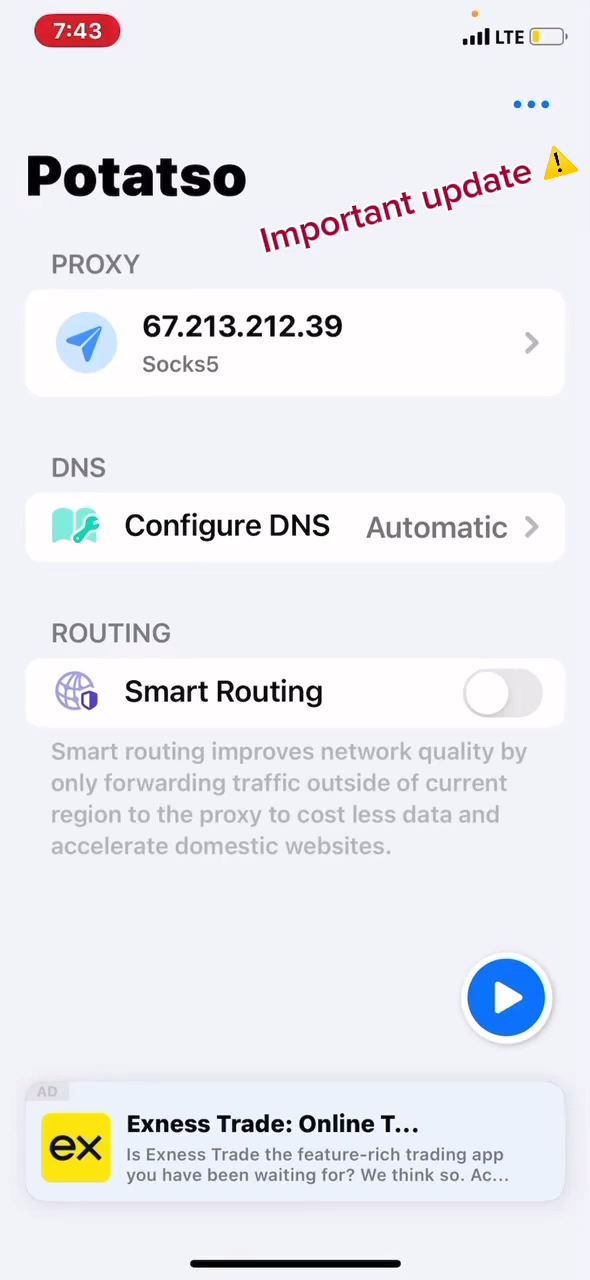 7:43
LTE
Potatso
Important update ⚠️
PROXY
67.213.212.39
Socks5
DNS
Configure DNS Automatic
ROUTING
Smart Routing
Smart routing improves network quality by
only forwarding traffic outside of current
region to the proxy to cost less data and
accelerate domestic websites.
AD
ex
Exness Trade: Online T...
Is Exness Trade the feature-rich trading app
you have been waiting for? We think so. Ac...